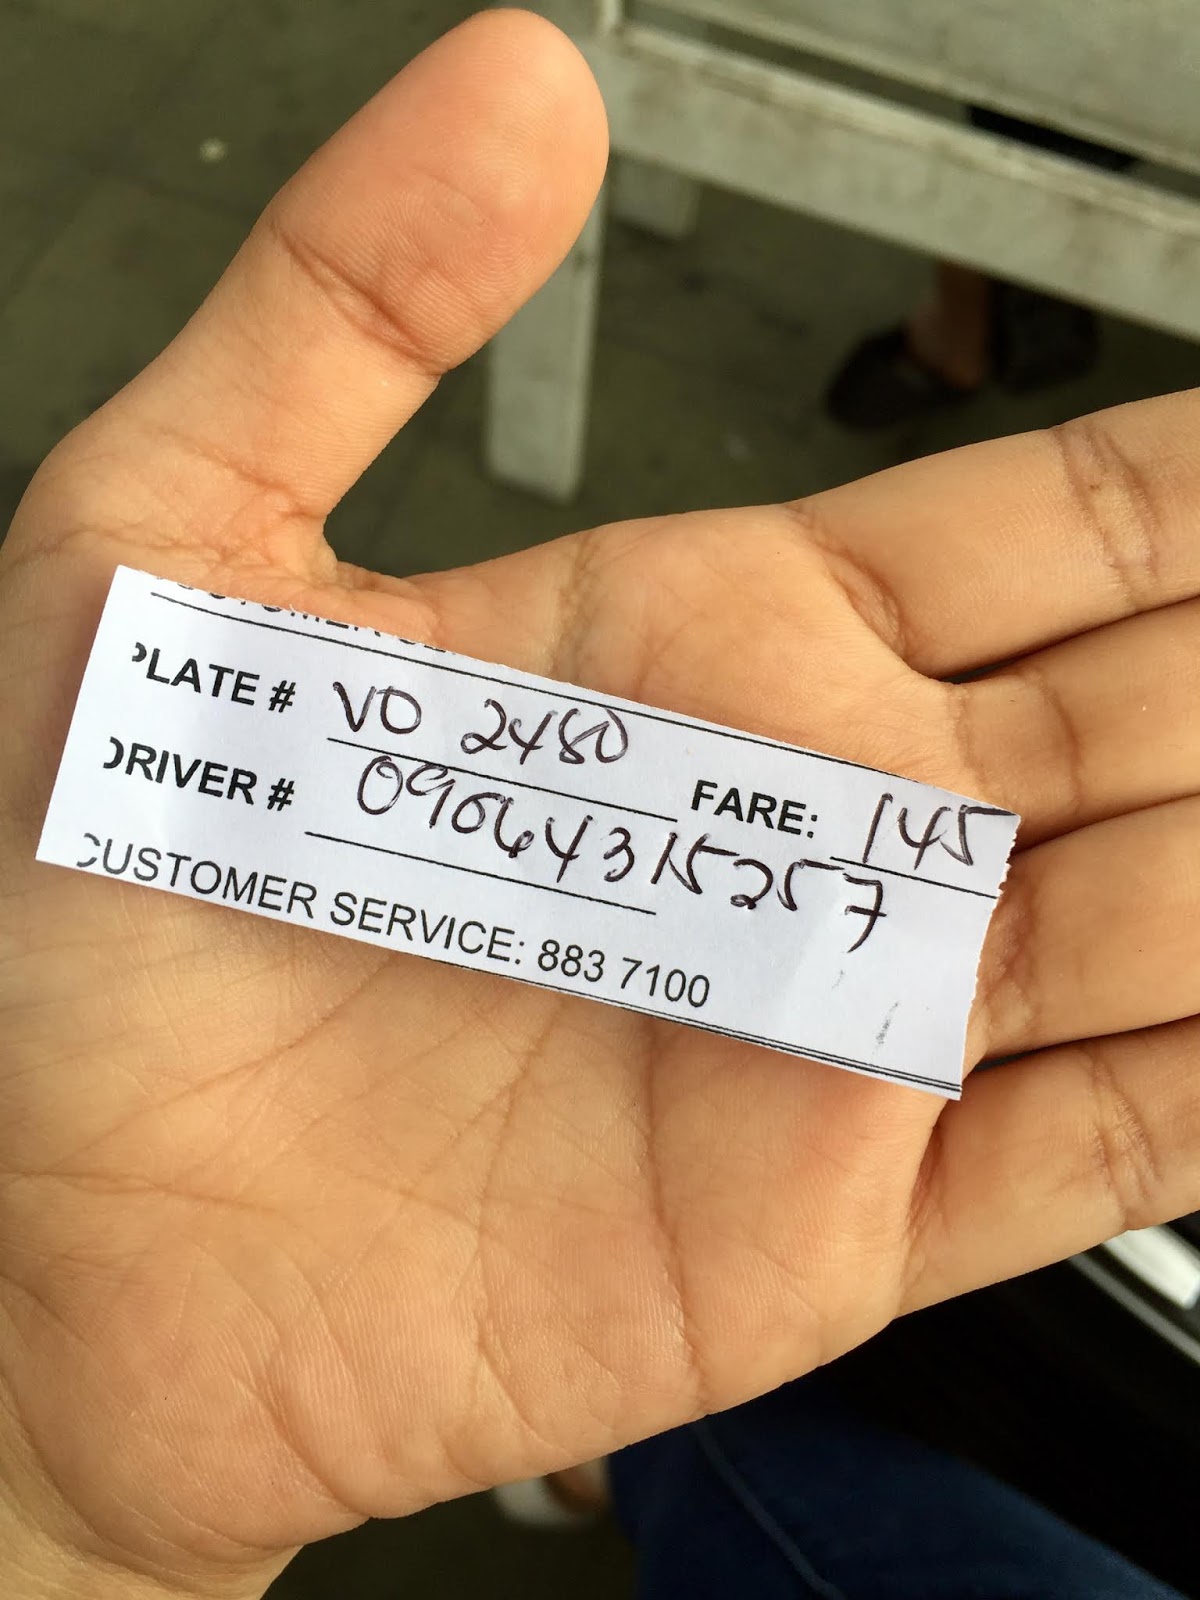 PLATE # VO 2480 FARE: 145
DRIVER # 09064315257
CUSTOMER SERVICE: 883 7100